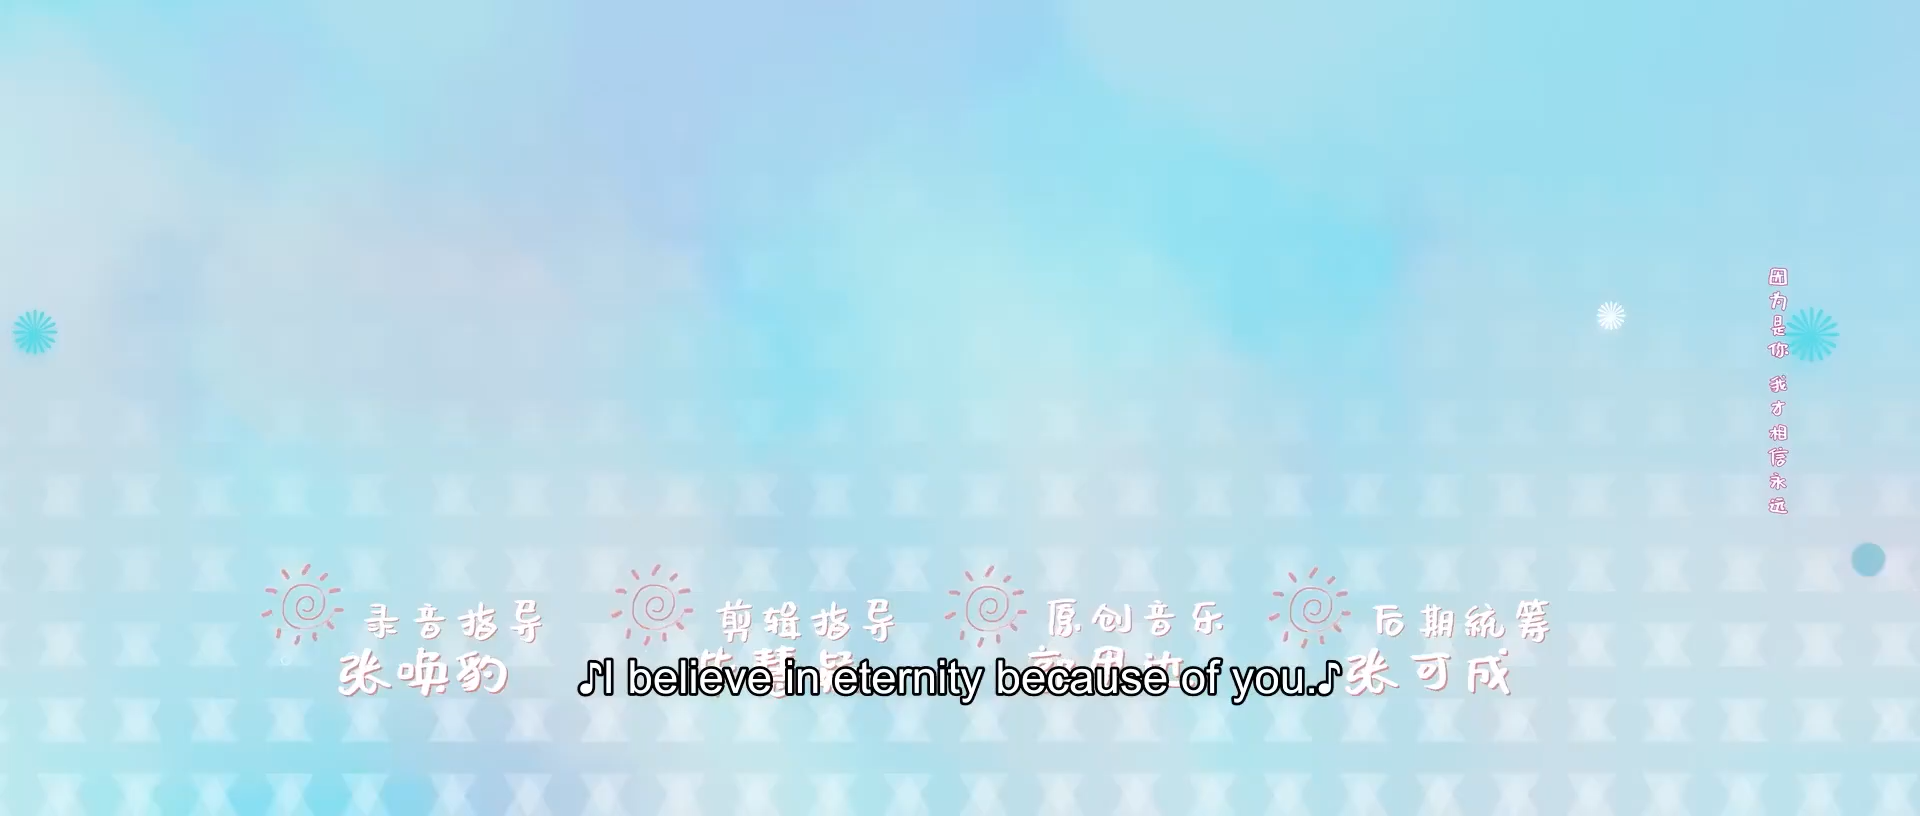 因为是你 我才相信永远
录音指导
剪辑指导
原创音乐
后期統筹
张唤豹
张可成
♪I believe in eternity because of you.♪